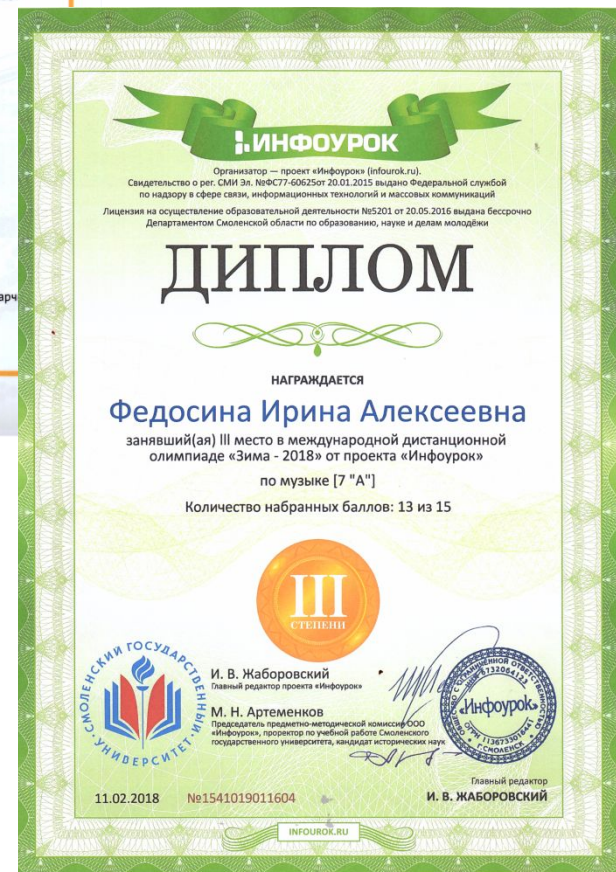 арч
ИНФОУРОК
Организатор — проект «Инфоурок» (infourok.ru).
Свидетельство о рег. СМИ Эл. №ФС77-60625от 20.01.2015 выдано Федеральной службой
по надзору в сфере связи, информационных технологий и массовых коммуникаций
Лицензия на осуществление образовательной деятельности №5201 от 20.05.2016 выдана бессрочно
Департаментом Смоленской области по образованию, науке и делам молодёжи
ДИПЛОМ
НАГРАЖДАЕТСЯ
Федосина Ирина Алексеевна
занявший(ая) III место в международной дистанционной
олимпиаде «Зима - 2018» от проекта «Инфоурок»
по музыке [7 "А"]
Количество набранных баллов: 13 из 15
III
СТЕПЕНИ
СМОЛЕНСКИЙ ГОСУДАРСТВЕННЫЙ УНИВЕРСИТЕТ
И. В. Жаборовский
Главный редактор проекта «Инфоурок»
М. Н. Артеменков
Председатель предметно-методической комиссии ООО
«Инфоурок», проректор по учебной работе Смоленского
государственного университета, кандидат исторических наук
ОБЩЕСТВО С ОГРАНИЧЕННОЙ ОТВЕТСТВЕННОСТЬЮ
«Инфоурок»
Г.СМОЛЕНСК
Главный редактор
И. В. ЖАБОРОВСКИЙ
11.02.2018 №1541019011604
INFOUROK.RU